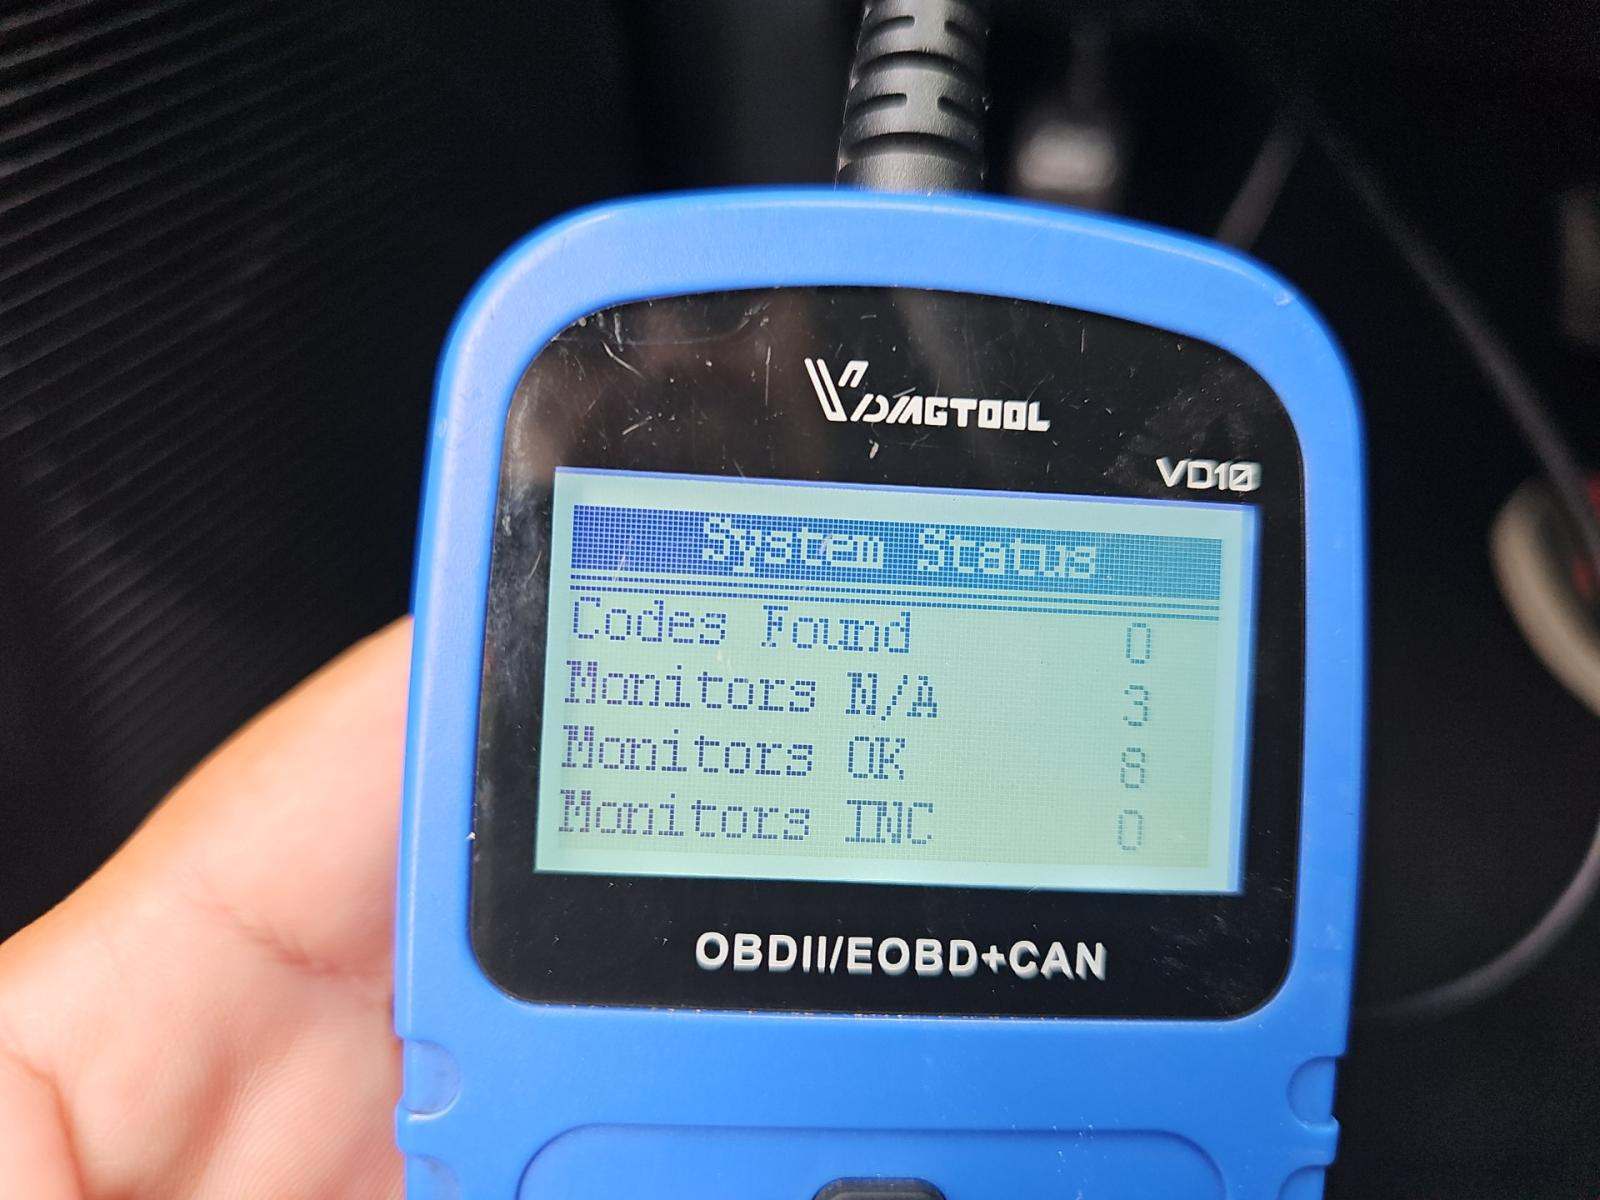 VDIAGTOOL
VD10
System Status
Codes Found 0
Monitors N/A 3
Monitors OK 8
Monitors INC 0
OBDII/EOBD+CAN